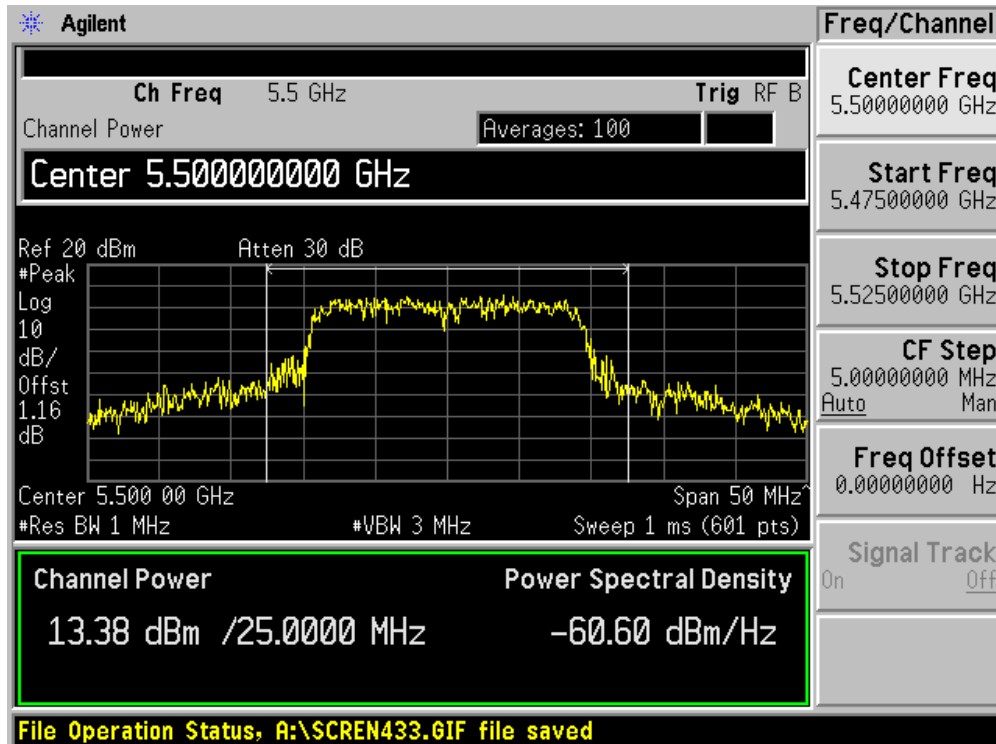 Agilent
Freq/Channel
Ch Freq 5.5 GHz Trig RF B
Channel Power Averages: 100
Center 5.500000000 GHz
Ref 20 dBm Atten 30 dB
#Peak
Log
10
dB/
Offst
1.16
dB
Center 5.500 00 GHz Span 50 MHz^
#Res BW 1 MHz #VBW 3 MHz Sweep 1 ms (601 pts)
Channel Power Power Spectral Density
13.38 dBm /25.0000 MHz -60.60 dBm/Hz
File Operation Status, A:\SCREN433.GIF file saved
Center Freq
5.50000000 GHz
Start Freq
5.47500000 GHz
Stop Freq
5.52500000 GHz
CF Step
5.00000000 MHz
Auto Man
Freq Offset
0.00000000 Hz
Signal Track
On Off